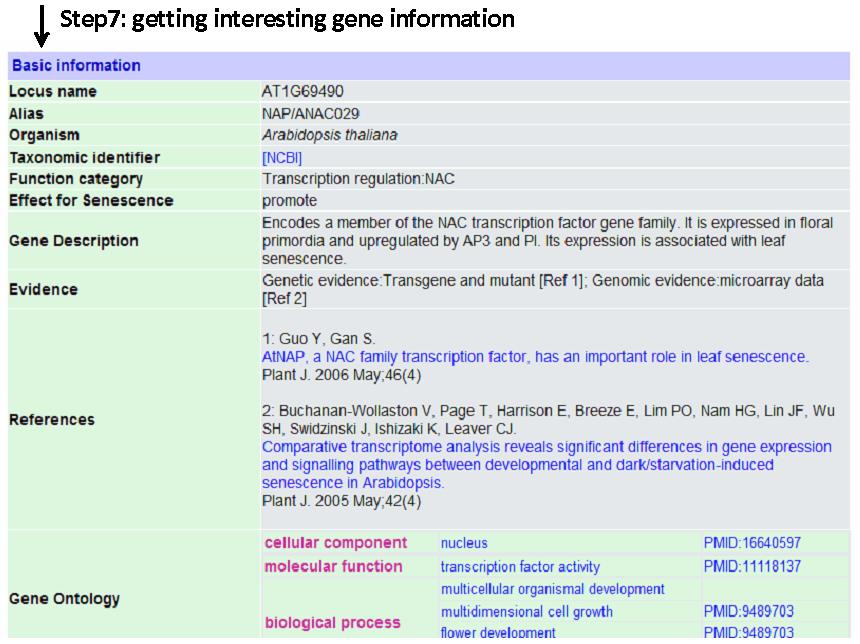 Step7: getting interesting gene information
Basic information
Locus name AT1G69490
Alias NAP/ANAC029
Organism Arabidopsis thaliana
Taxonomic identifier [NCBI]
Function category Transcription regulation:NAC
Effect for Senescence promote
Gene Description
Encodes a member of the NAC transcription factor gene family. It is expressed in floral
primordia and upregulated by AP3 and PI. Its expression is associated with leaf
senescence.
Evidence
Genetic evidence:Transgene and mutant [Ref 1]; Genomic evidence:microarray data
[Ref 2]
References
1: Guo Y, Gan S.
AtNAP, a NAC family transcription factor, has an important role in leaf senescence.
Plant J. 2006 May;46(4)
2: Buchanan-Wollaston V, Page T, Harrison E, Breeze E, Lim PO, Nam HG, Lin JF, Wu
SH, Swidzinski J, Ishizaki K, Leaver CJ.
Comparative transcriptome analysis reveals significant differences in gene expression
and signalling pathways between developmental and dark/starvation-induced
senescence in Arabidopsis.
Plant J. 2005 May;42(4)
Gene Ontology
cellular component nucleus PMID:16640597
molecular function transcription factor activity PMID:11118137
biological process
multicellular organismal development
multidimensional cell growth PMID:9489703
flower development PMID:9489703